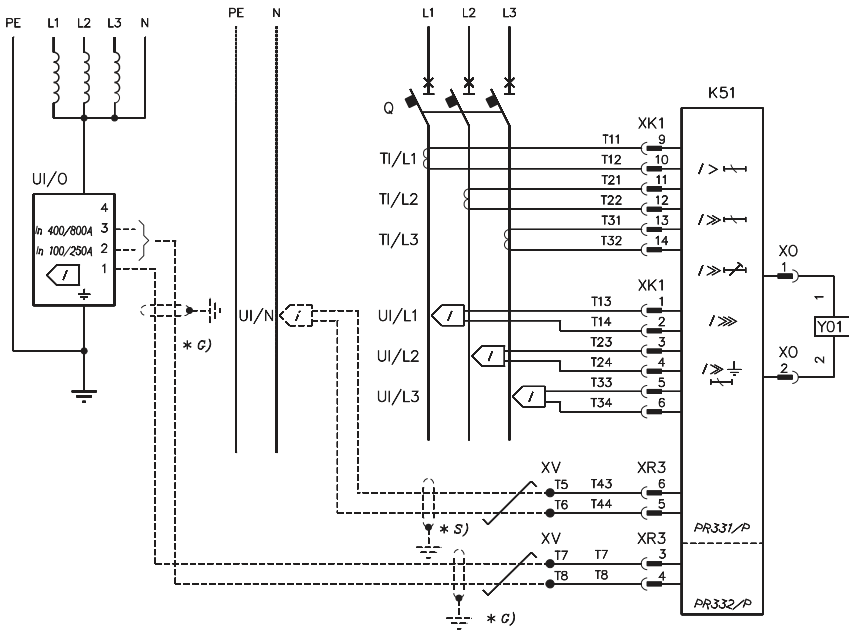 PE L1 L2 L3 N
PE N
L1 L2 L3
K51
Q
XK1
T11 9
TI/L1 T12 10
T21 11
TI/L2 T22 12
T31 13
TI/L3 T32 14
UI/O
4
In 400/800A 3
In 100/250A 2
I 1
* G)
I > 
I >>
I >>
I >>>
I >>
XO
1
1
Y01
XO
2
2
XK1
UI/N I
UI/L1 I T13 1
T14 2
UI/L2 I T23 3
T24 4
UI/L3 I T33 5
T34 6
XV XR3
T5 T43 6
T6 T44 5
* S)
PR331/P
XV XR3
T7 T7 3
T8 T8 4
* G)
PR332/P